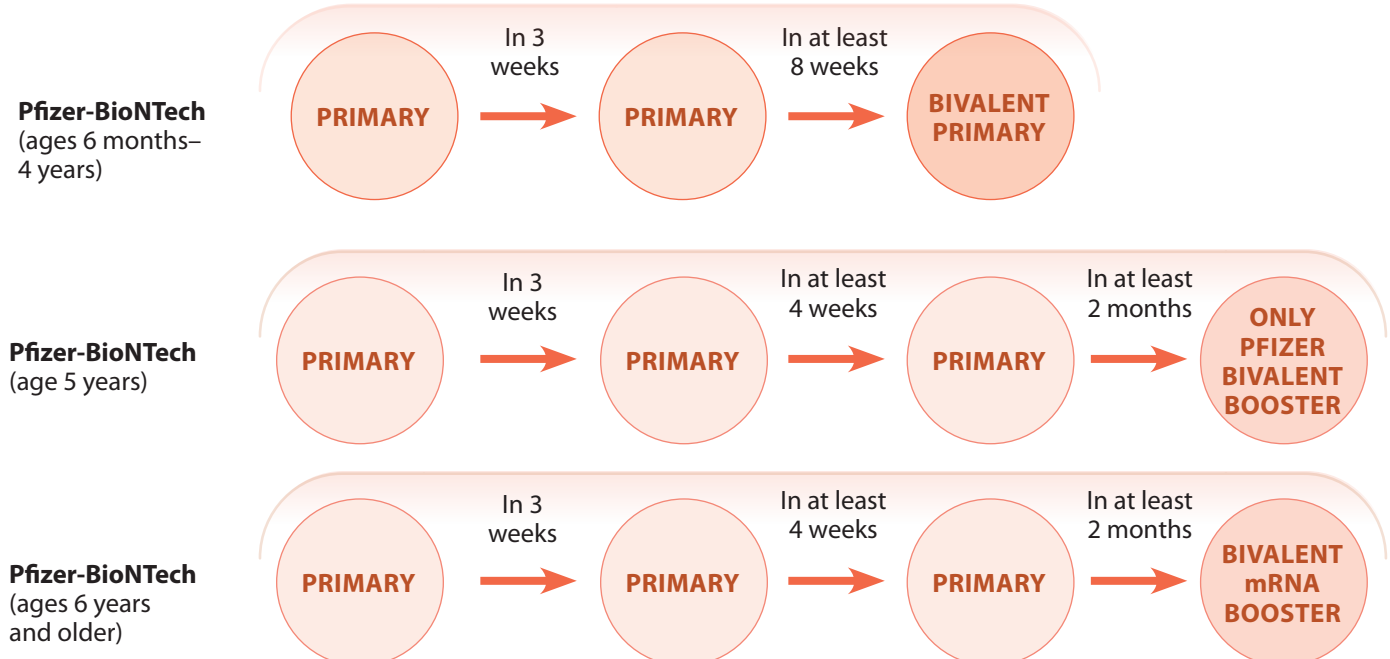 Pfizer-BioNTech
(ages 6 months–
4 years)
PRIMARY
In 3
weeks
PRIMARY
In at least
8 weeks
BIVALENT
PRIMARY
Pfizer-BioNTech
(age 5 years)
PRIMARY
In 3
weeks
PRIMARY
In at least
4 weeks
PRIMARY
In at least
2 months
ONLY
PFIZER
BIVALENT
BOOSTER
Pfizer-BioNTech
(ages 6 years
and older)
PRIMARY
In 3
weeks
PRIMARY
In at least
4 weeks
PRIMARY
In at least
2 months
BIVALENT
mRNA
BOOSTER